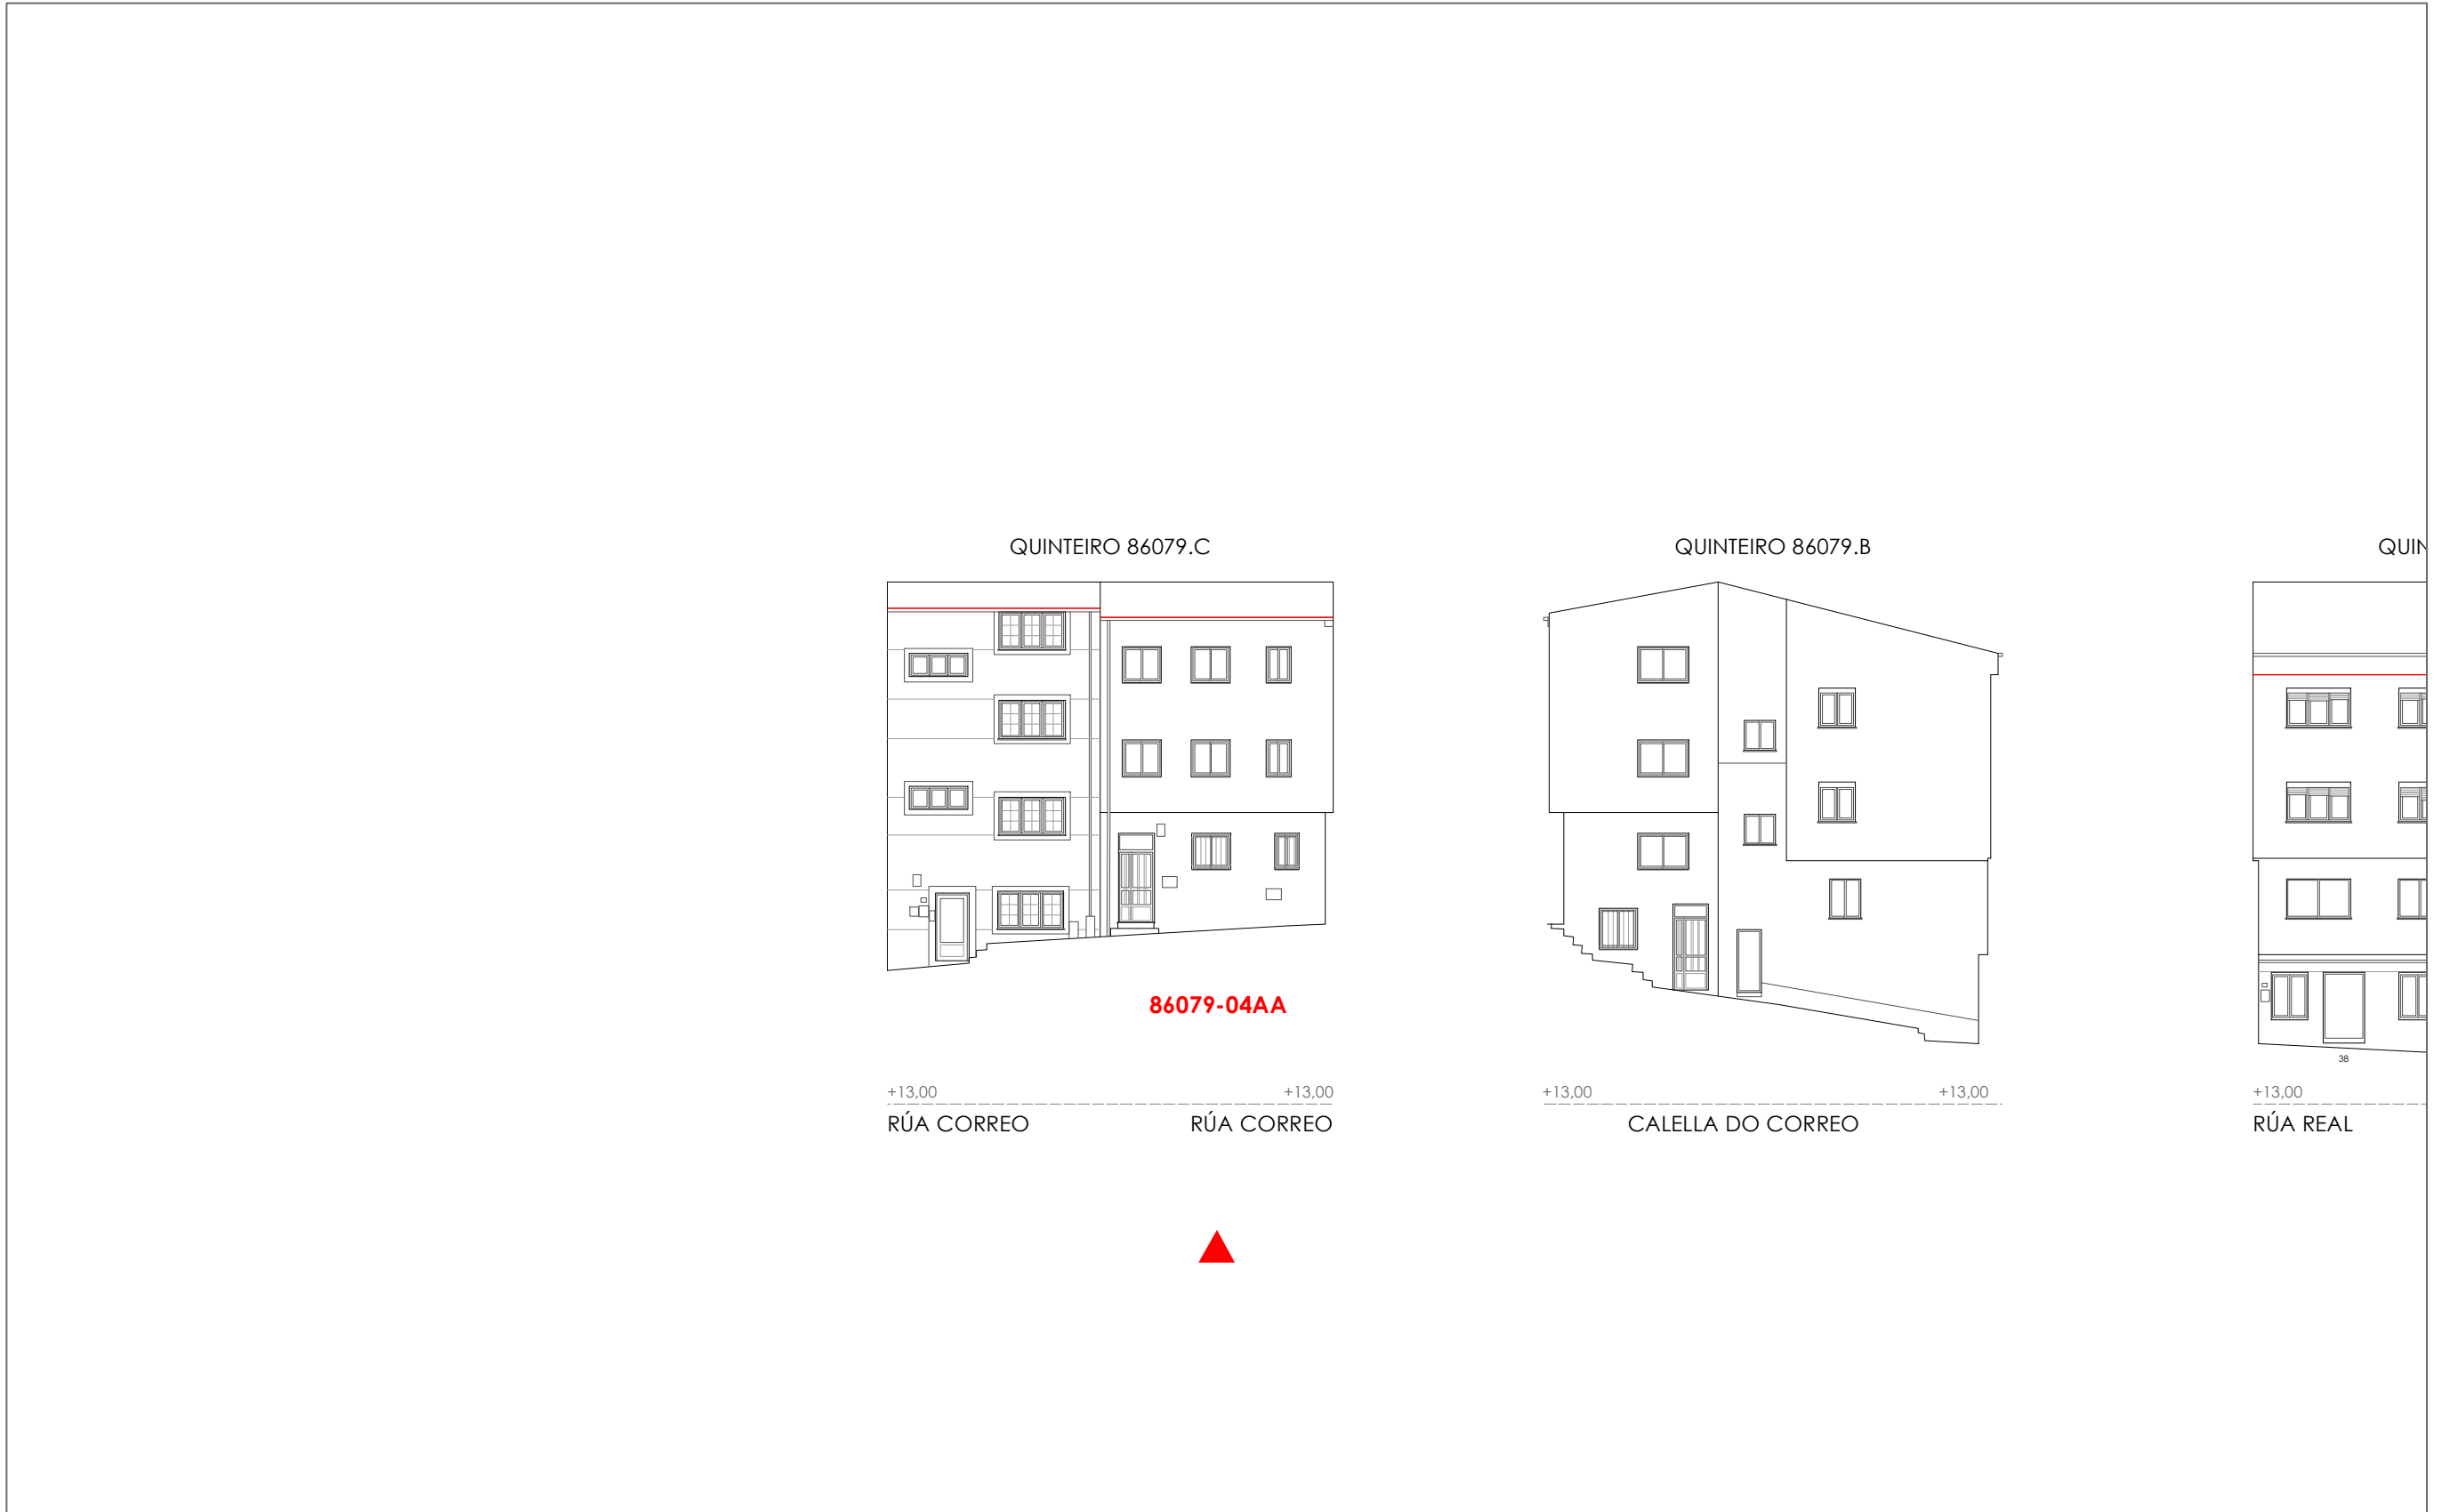 QUINTEIRO 86079.C
QUINTEIRO 86079.B
QUIN
86079-04AA
38
+13,00
+13,00
+13,00
+13,00
+13,00
RÚA CORREO
RÚA CORREO
CALELLA DO CORREO
RÚA REAL